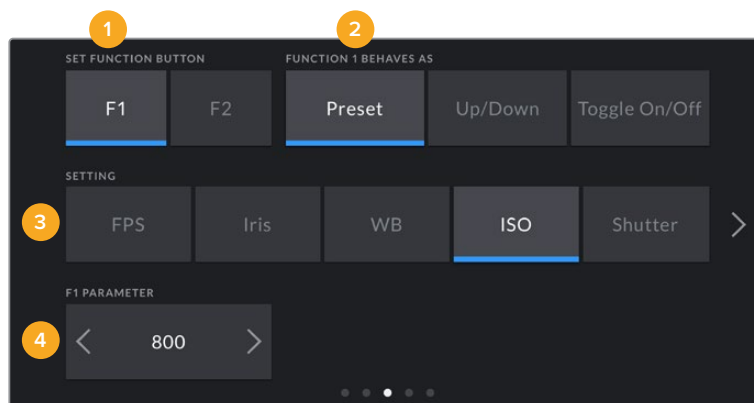 1 2
SET FUNCTION BUTTON FUNCTION 1 BEHAVES AS
F1 F2 Preset Up/Down Toggle On/Off
SETTING
3 FPS Iris WB ISO Shutter
F1 PARAMETER
4 800